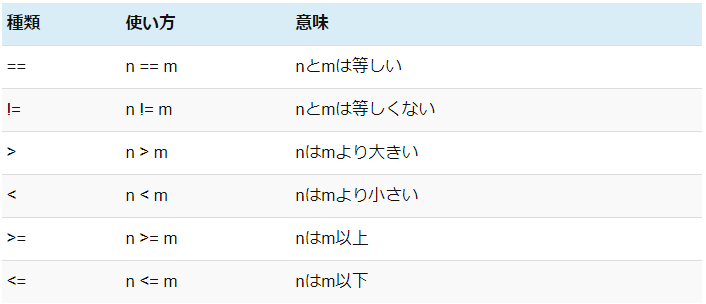 種類 使い方 意味
== n == m nとmは等しい
!= n != m nとmは等しくない
> n > m nはmより大きい
< n < m nはmより小さい
>= n >= m nはm以上
<= n <= m nはm以下